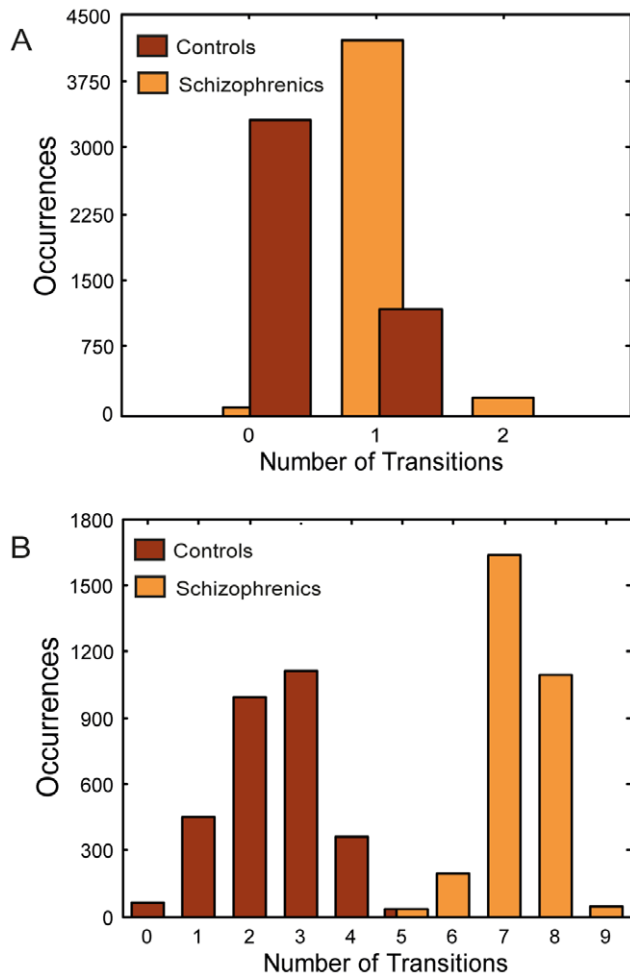 A
4500
Controls
Schizophrenics
3750
3000
2250
1500
750
0
Occurrences
0 1 2
Number of Transitions
B
1800
Controls
Schizophrenics
1500
1200
900
600
300
0
Occurrences
0 1 2 3 4 5 6 7 8 9
Number of Transitions